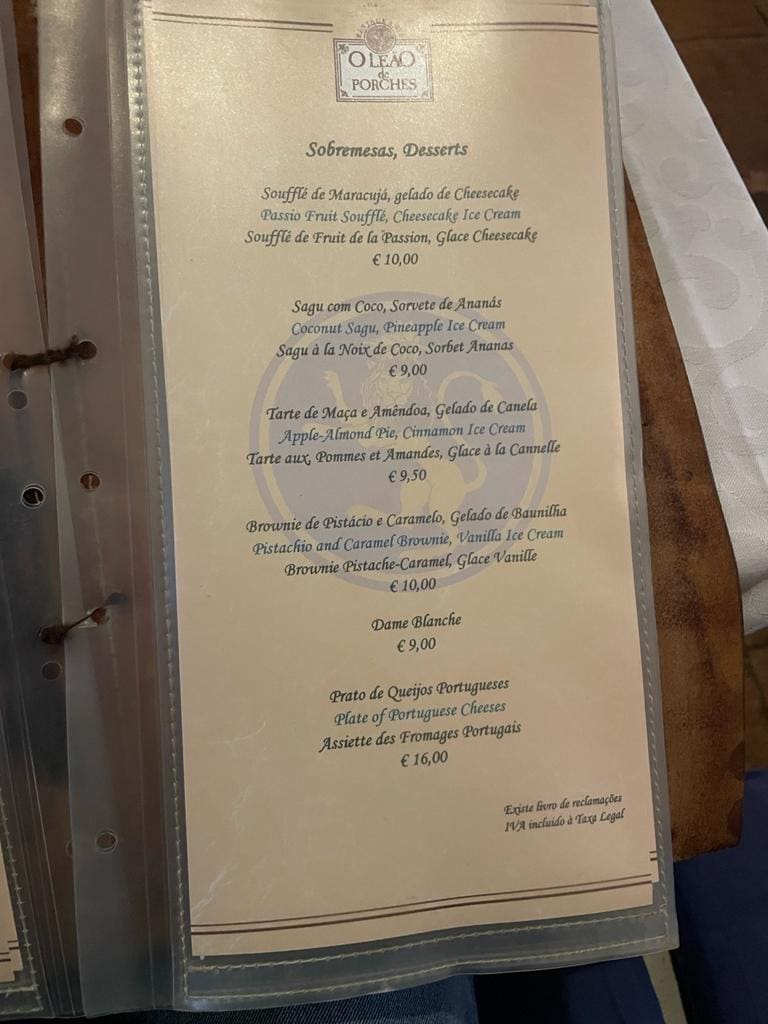 RESTAURANTE
O LEÃO
de
PORCHES
Sobremesas, Desserts
Soufflé de Maracujá, gelado de Cheesecake
Passio Fruit Soufflé, Cheesecake Ice Cream
Soufflé de Fruit de la Passion, Glace Cheesecake
€ 10,00
Sagu com Coco, Sorvete de Ananás
Coconut Sagu, Pineapple Ice Cream
Sagu à la Noix de Coco, Sorbet Ananas
€ 9,00
Tarte de Maça e Amêndoa, Gelado de Canela
Apple-Almond Pie, Cinnamon Ice Cream
Tarte aux, Pommes et Amandes, Glace à la Cannelle
€ 9,50
Brownie de Pistácio e Caramelo, Gelado de Baunilha
Pistachio and Caramel Brownie, Vanilla Ice Cream
Brownie Pistache-Caramel, Glace Vanille
€ 10,00
Dame Blanche
€ 9,00
Prato de Queijos Portugueses
Plate of Portuguese Cheeses
Assiette des Fromages Portugais
€ 16,00
Existe livro de reclamações
IVA incluido à Taxa Legal